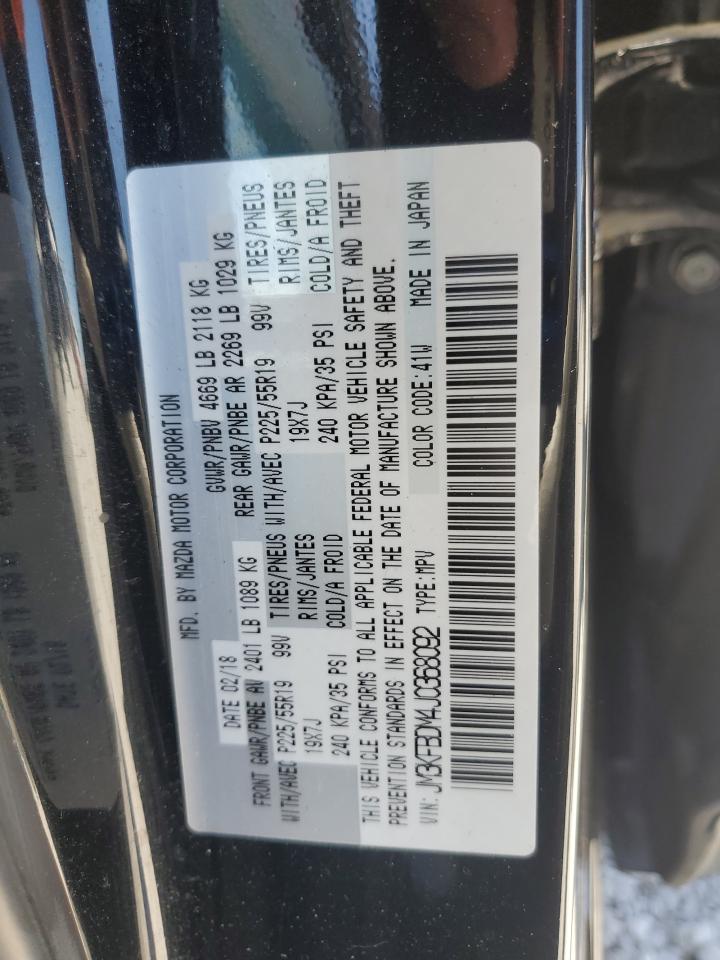 MFD. BY MAZDA MOTOR CORPORATION
DATE 02/18 GVWR/PNBV 4669 LB 2118 KG
FRONT GAWR/PNBE AV 2401 LB 1089 KG REAR GAWR/PNBE AR 2269 LB 1029 KG
WITH/AVEC P225/55R19 99V TIRES/PNEUS WITH/AVEC P225/55R19 99V TIRES/PNEUS
19X7J RIMS/JANTES 19X7J RIMS/JANTES
240 KPA/35 PSI COLD/A FROID 240 KPA/35 PSI COLD/A FROID
THIS VEHICLE CONFORMS TO ALL APPLICABLE FEDERAL MOTOR VEHICLE SAFETY AND THEFT
PREVENTION STANDARDS IN EFFECT ON THE DATE OF MANUFACTURE SHOWN ABOVE.
VIN: JM3KFBDM4J0368092 TYPE:MPV COLOR CODE:41W MADE IN JAPAN